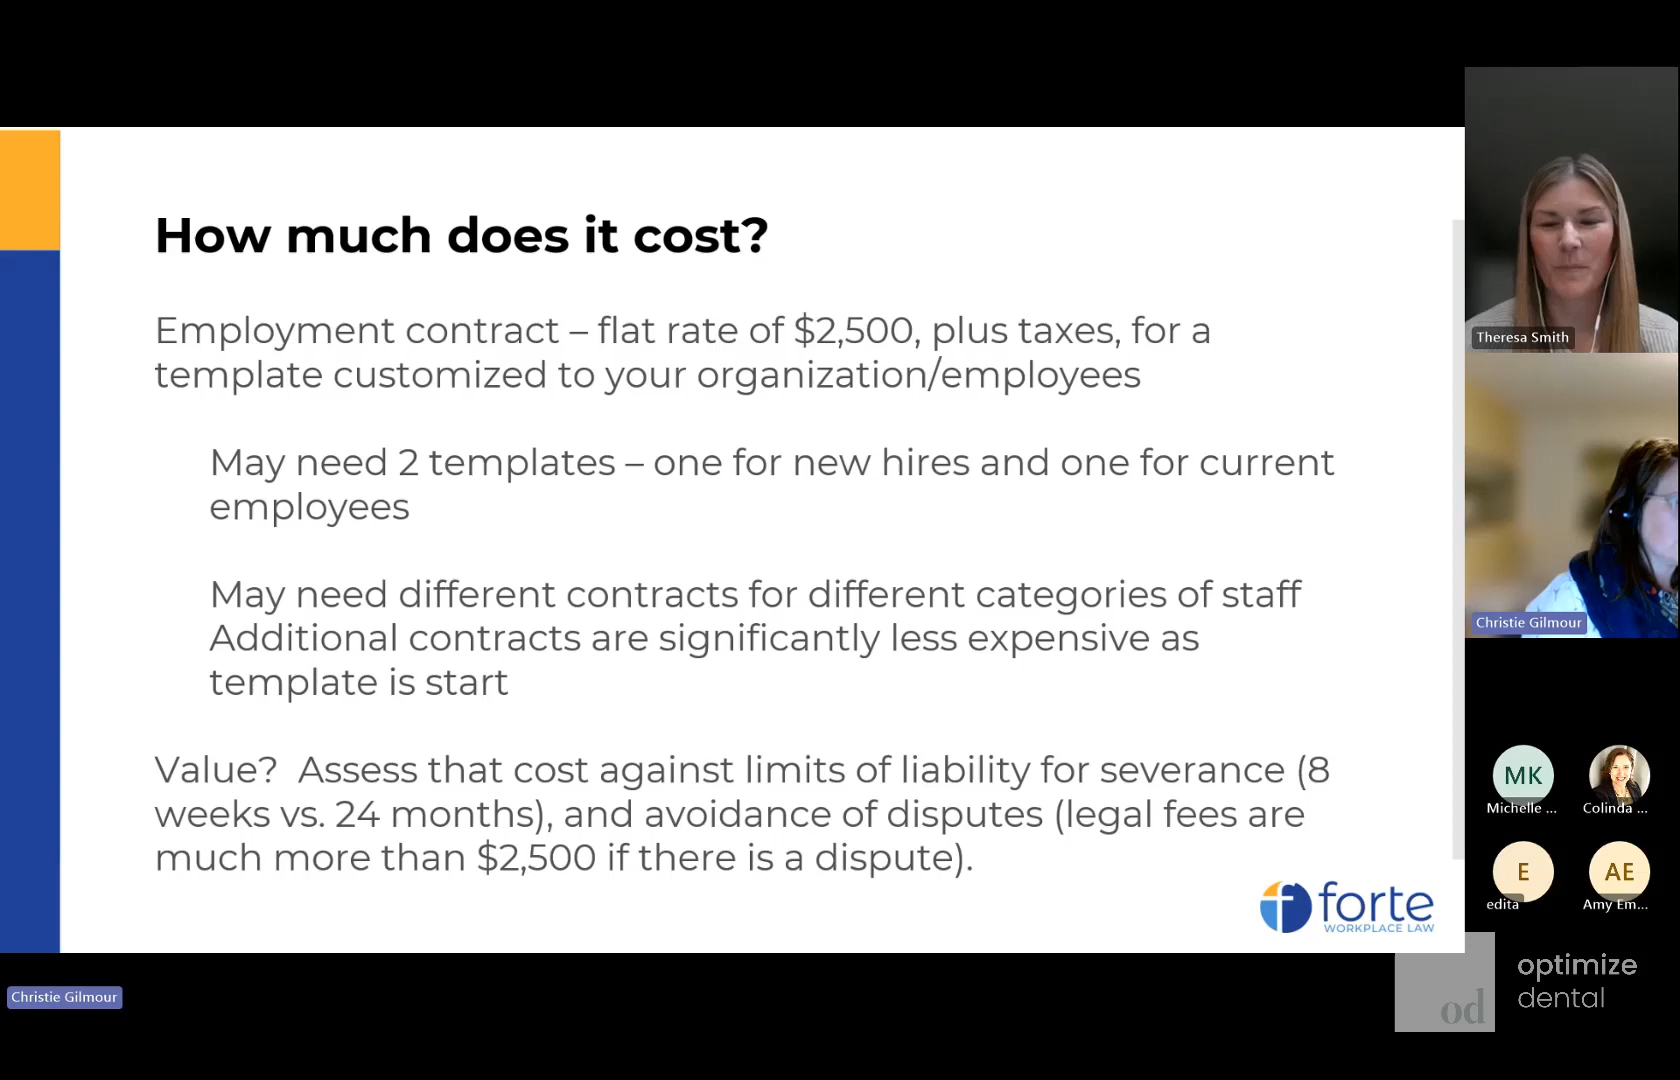 How much does it cost?
Employment contract – flat rate of $2,500, plus taxes, for a
template customized to your organization/employees
May need 2 templates – one for new hires and one for current
employees
May need different contracts for different categories of staff
Additional contracts are significantly less expensive as
template is start
Value?  Assess that cost against limits of liability for severance (8
weeks vs. 24 months), and avoidance of disputes (legal fees are
much more than $2,500 if there is a dispute).
f forte
WORKPLACE LAW
Theresa Smith
Christie Gilmour
MK
Michelle ...
Colinda ...
E
edita
AE
Amy Em...
od
optimize
dental
Christie Gilmour